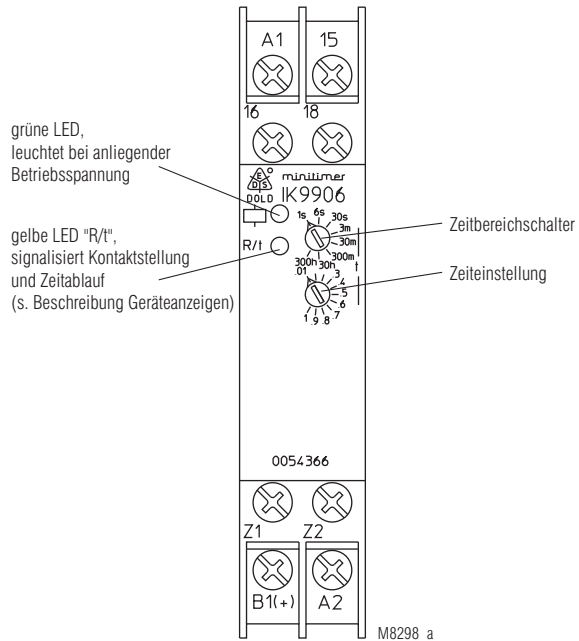 A1 15
16 18
grüne LED,
leuchtet bei anliegender
Betriebsspannung
E
D S
DOLD
minitimer
IK9906
gelbe LED "R/t",
signalisiert Kontaktstellung
und Zeitablauf
(s. Beschreibung Geräteanzeigen)
R/t
1s 6s 30s
3m
30m
300m
30h
300h
t
Zeitbereichschalter
.01 .3
.4
.5
.6
.7
.8
.9
1
Zeiteinstellung
0054366
Z1 Z2
B1(+) A2
M8298 a